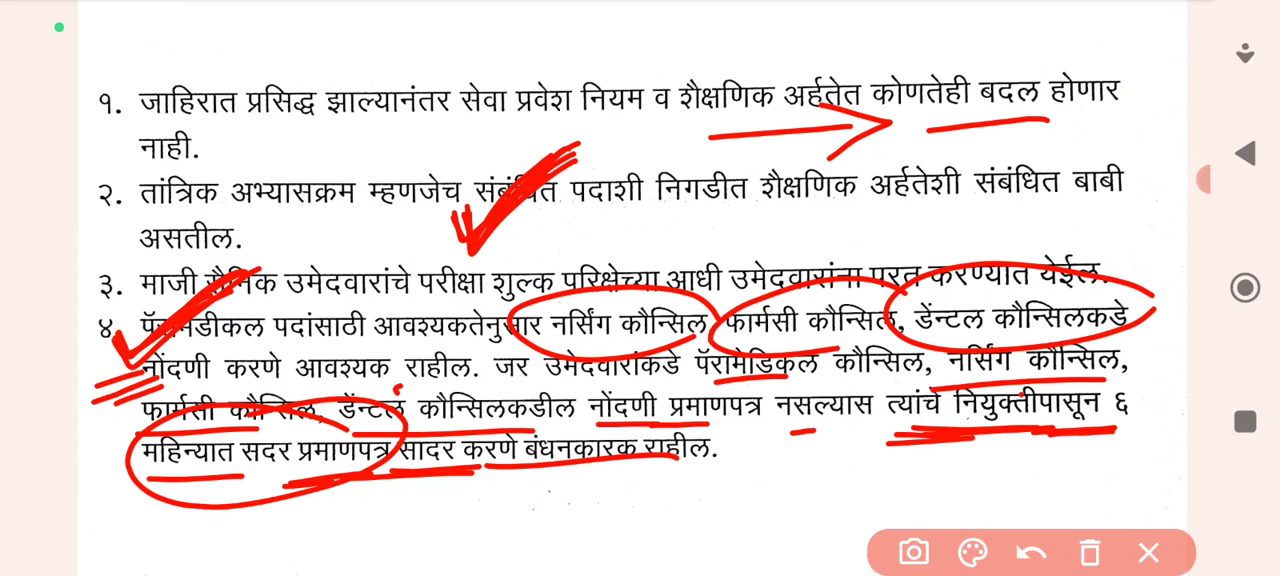 १. जाहिरात प्रसिद्ध झाल्यानंतर सेवा प्रवेश नियम व शैक्षणिक अर्हतेत कोणतेही बदल होणार
नाही.
२. तांत्रिक अभ्यासक्रम म्हणजेच संबंधित पदाशी निगडीत शैक्षणिक अर्हतेशी संबंधित बाबी
असतील.
३. माजी सैनिक उमेदवारांचे परीक्षा शुल्क परिक्षेच्या आधी उमेदवारांना परत करण्यात येईल.
४. पॅरामेडीकल पदांसाठी आवश्यकतेनुसार नर्सिंग कौन्सिल, फार्मसी कौन्सिल, डेंन्टल कौन्सिलकडे
नोंदणी करणे आवश्यक राहील. जर उमेदवारांकडे पॅरामेडिकल कौन्सिल, नर्सिंग कौन्सिल,
फार्मसी कौन्सिल, डेंन्टल कौन्सिलकडील नोंदणी प्रमाणपत्र नसल्यास त्यांचे नियुक्तीपासून ६
महिन्यात सदर प्रमाणपत्र सादर करणे बंधनकारक राहील.